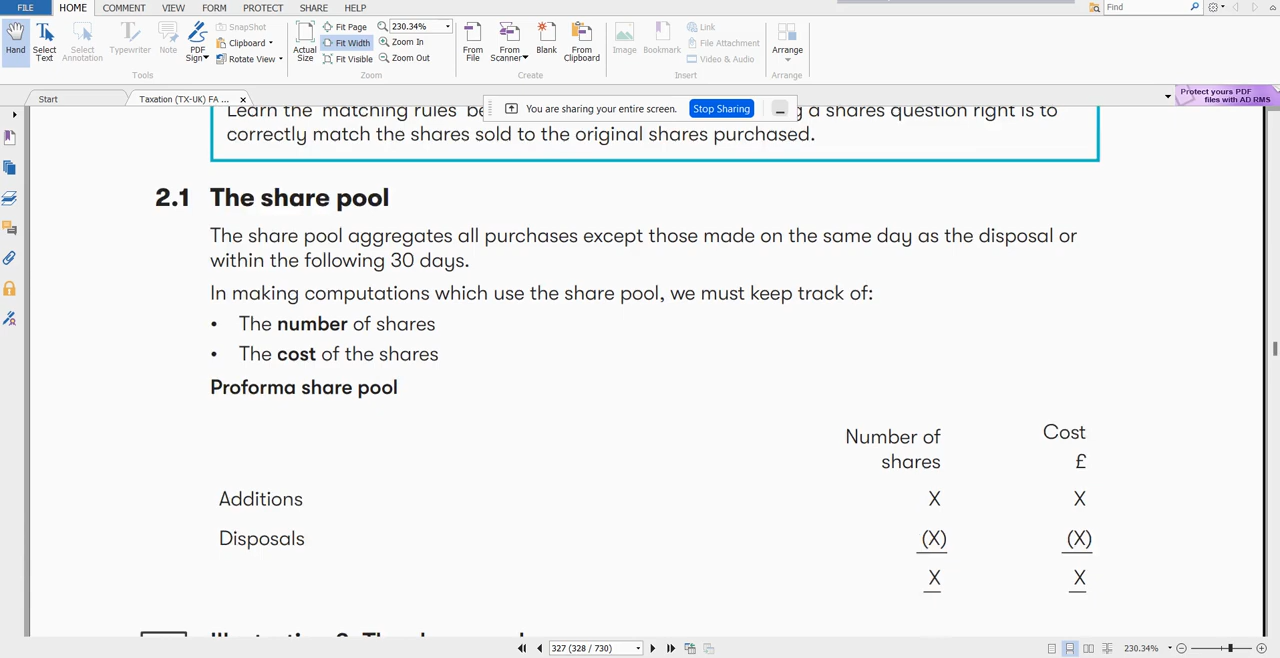 FILE HOME COMMENT VIEW FORM PROTECT SHARE HELP Find
SnapShot Fit Page 230.34% Link
Clipboard Fit Width Zoom In File Attachment
Hand Select Text Select Annotation Typewriter Note PDF Sign Rotate View Actual Size Fit Visible Zoom Out From File From Scanner Blank From Clipboard Image Bookmark Video & Audio Arrange
Tools Zoom Create Insert Arrange
Start Taxation (TX-UK) FA ... x Protect yours PDF
files with AD RMS
You are sharing your entire screen. Stop Sharing
Learn the 'matching rules' g a shares question right is to
correctly match the shares sold to the original shares purchased.
2.1 The share pool
The share pool aggregates all purchases except those made on the same day as the disposal or
within the following 30 days.
In making computations which use the share pool, we must keep track of:
• The number of shares
• The cost of the shares
Proforma share pool
Number of Cost
shares £
Additions X X
Disposals (X) (X)
X X
327 (328 / 730) 230.34%